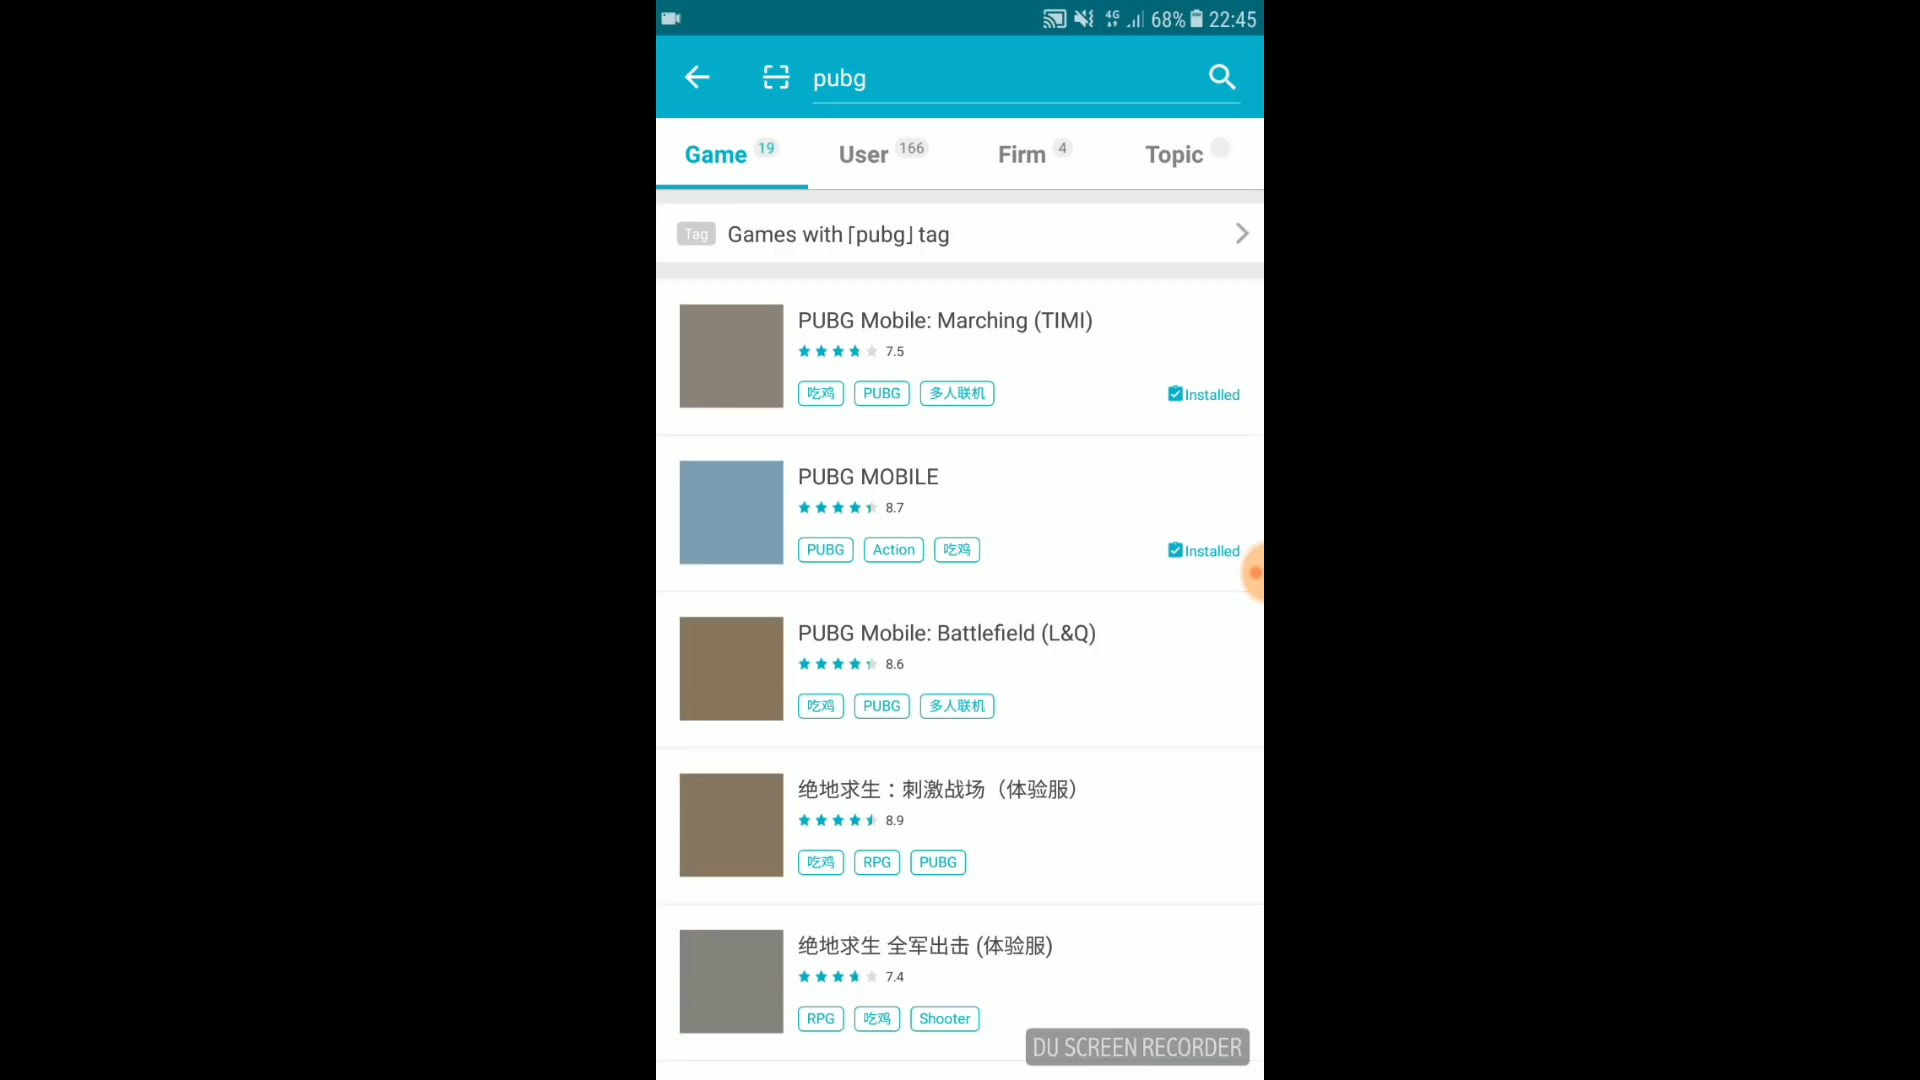 4G 68% 22:45
pubg
Game 19 User 166 Firm 4 Topic
Tag Games with「pubg」tag
PUBG Mobile: Marching (TIMI)
7.5
吃鸡 PUBG 多人联机 Installed
PUBG MOBILE
8.7
PUBG Action 吃鸡 Installed
PUBG Mobile: Battlefield (L&Q)
8.6
吃鸡 PUBG 多人联机
绝地求生：刺激战场（体验服）
8.9
吃鸡 RPG PUBG
绝地求生 全军出击 (体验服)
7.4
RPG 吃鸡 Shooter
DU SCREEN RECORDER